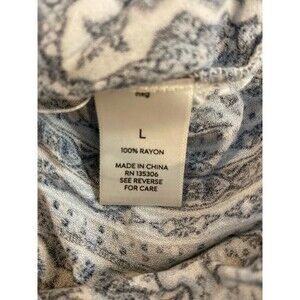 L
100% RAYON
MADE IN CHINA
RN 135306
SEE REVERSE
FOR CARE